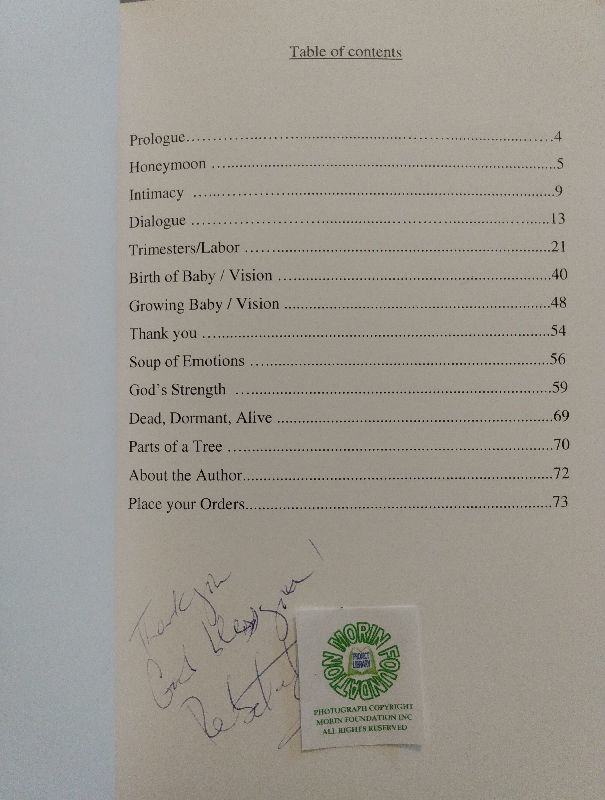 Table of contents
Prologue..........4
Honeymoon ..........5
Intimacy ..........9
Dialogue ..........13
Trimesters/Labor ..........21
Birth of Baby / Vision ..........40
Growing Baby / Vision ..........48
Thank you ..........54
Soup of Emotions ..........56
God's Strength ..........59
Dead, Dormant, Alive ..........69
Parts of a Tree ..........70
About the Author..........72
Place your Orders..........73
Thank you
God bless you!
MORIN FOUNDATION
PROJECT
LIBRARY
PHOTOGRAPH COPYRIGHT
MORIN FOUNDATION INC
ALL RIGHTS RESERVED